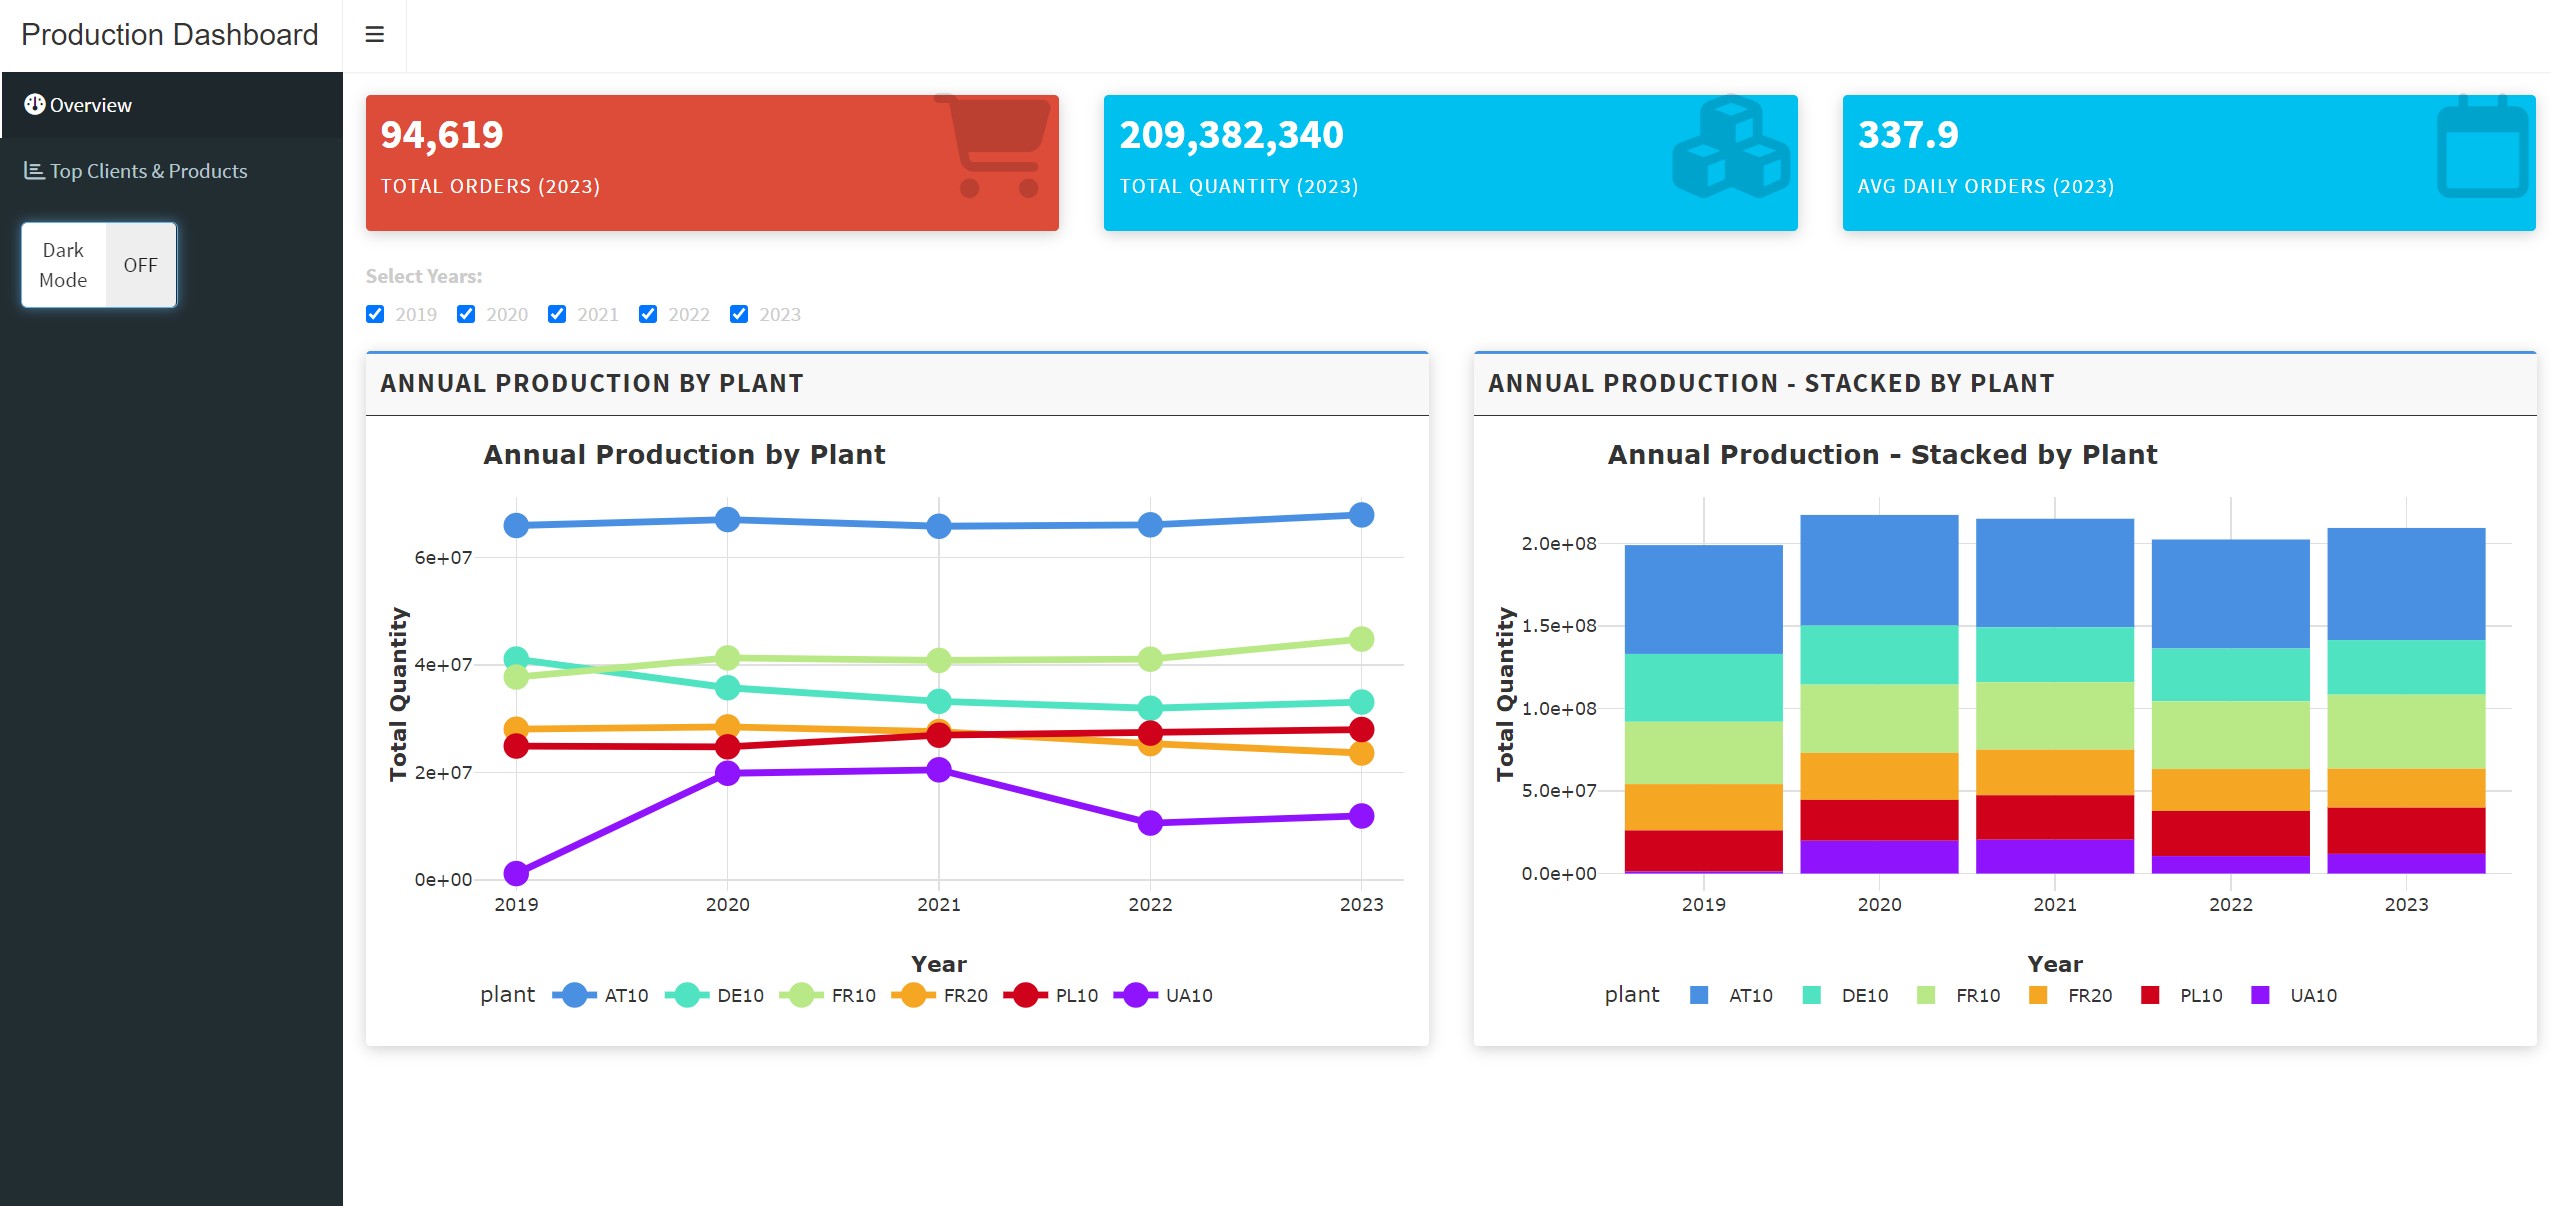 Production Dashboard
Overview
Top Clients & Products
Dark
Mode
OFF
94,619
TOTAL ORDERS (2023)
209,382,340
TOTAL QUANTITY (2023)
337.9
AVG DAILY ORDERS (2023)
Select Years:
2019 2020 2021 2022 2023
ANNUAL PRODUCTION BY PLANT
Annual Production by Plant
Total Quantity
6e+07
4e+07
2e+07
0e+00
2019 2020 2021 2022 2023
Year
plant AT10 DE10 FR10 FR20 PL10 UA10
ANNUAL PRODUCTION - STACKED BY PLANT
Annual Production - Stacked by Plant
Total Quantity
2.0e+08
1.5e+08
1.0e+08
5.0e+07
0.0e+00
2019 2020 2021 2022 2023
Year
plant AT10 DE10 FR10 FR20 PL10 UA10